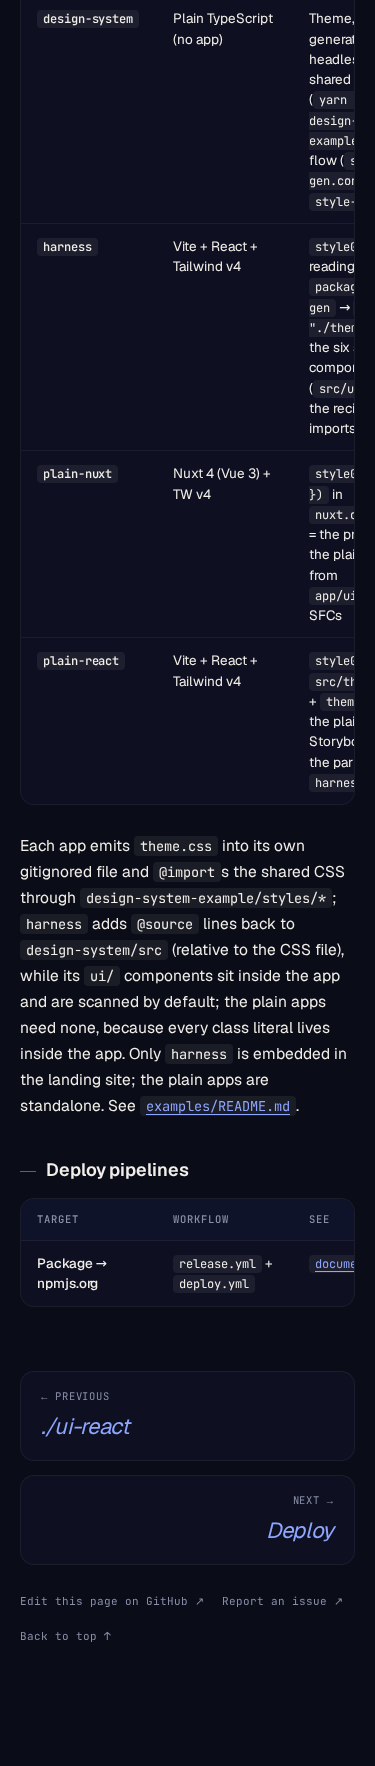 design-system Plain TypeScript Theme,
(no app) generat
headles
shared
( yarn
design-
example
flow ( s
gen.con
style-
harness Vite + React + style
Tailwind v4 reading
packag
gen →
"./them
the six
compor
( src/u
the reci
imports
plain-nuxt Nuxt 4 (Vue 3) + style
TW v4 }) in
nuxt.c
= the pr
the plai
from
app/ui
SFCs
plain-react Vite + React + style
Tailwind v4 src/th
+ them
the plai
Storybo
the par
harnes
Each app emits theme.css into its own
gitignored file and @imports the shared CSS
through design-system-example/styles/*;
harness adds @source lines back to
design-system/src (relative to the CSS file),
while its ui/ components sit inside the app
and are scanned by default; the plain apps
need none, because every class literal lives
inside the app. Only harness is embedded in
the landing site; the plain apps are
standalone. See examples/README.md.
— Deploy pipelines
TARGET WORKFLOW SEE
Package → release.yml + docume
npmjs.org deploy.yml
← PREVIOUS
./ui-react
NEXT →
Deploy
Edit this page on GitHub ↗ Report an issue ↗
Back to top ↑